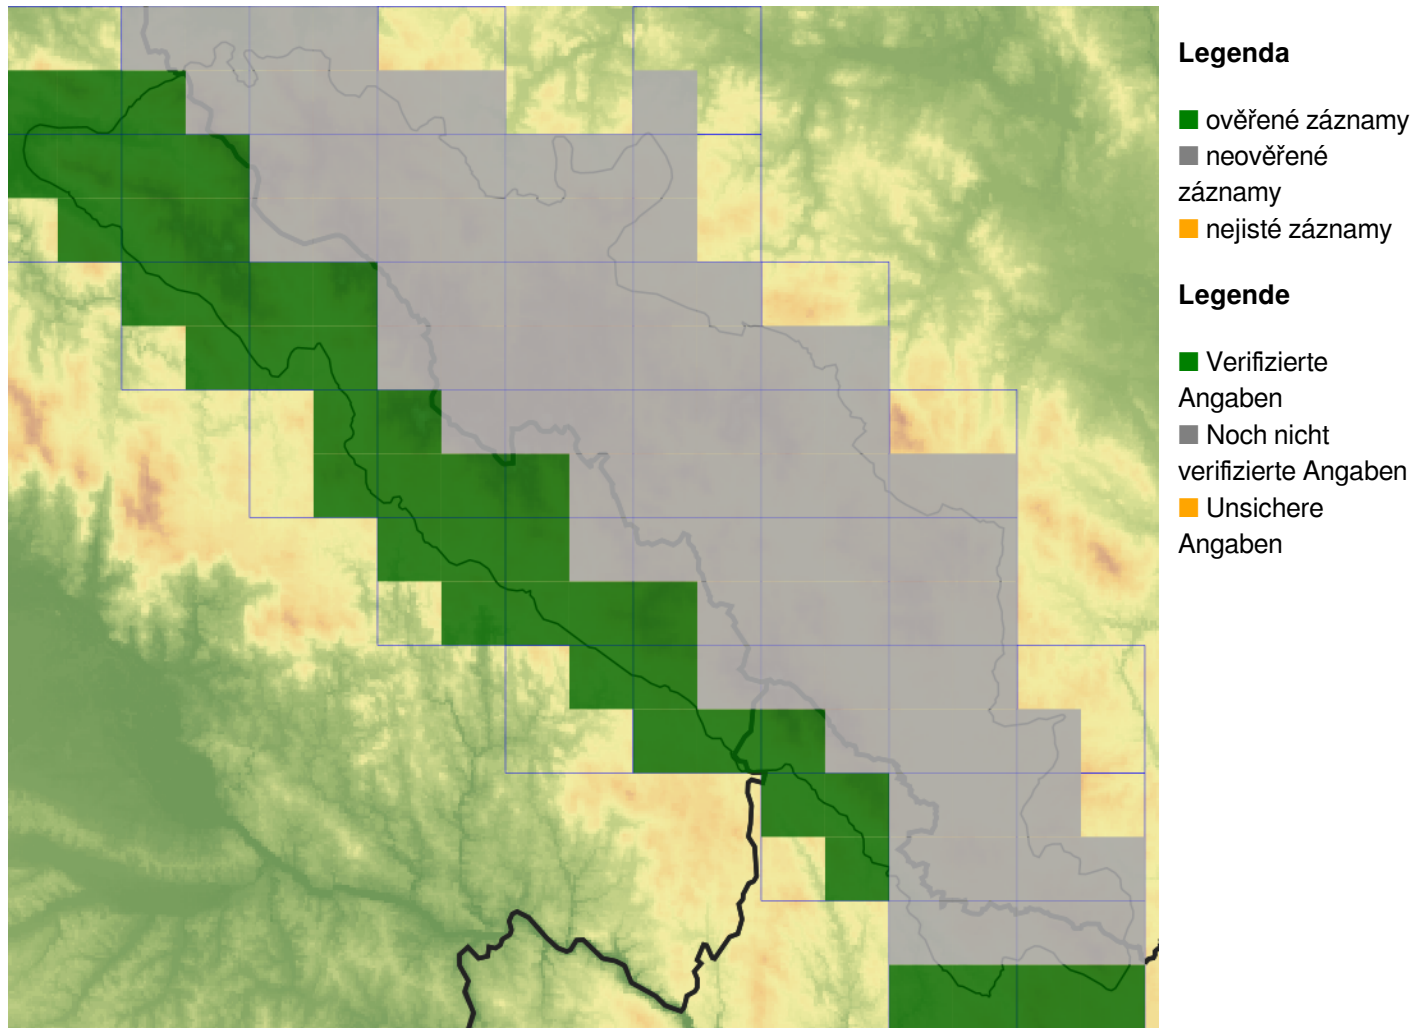 Legenda
ověřené záznamy
neověřené
záznamy
nejisté záznamy
Legende
Verifizierte
Angaben
Noch nicht
verifizierte Angaben
Unsichere
Angaben